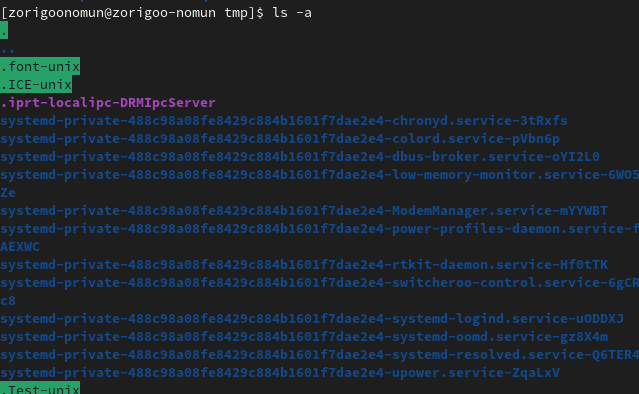 [zorigoonomun@zorigoo-nomun tmp]$ ls -a
.
..
.font-unix
.ICE-unix
.iprt-localipc-DRMIpcServer
systemd-private-488c98a08fe8429c884b1601f7dae2e4-chronyd.service-3tRxfs
systemd-private-488c98a08fe8429c884b1601f7dae2e4-colord.service-pVbn6p
systemd-private-488c98a08fe8429c884b1601f7dae2e4-dbus-broker.service-oYI2L0
systemd-private-488c98a08fe8429c884b1601f7dae2e4-low-memory-monitor.service-6WO5
Ze
systemd-private-488c98a08fe8429c884b1601f7dae2e4-ModemManager.service-mYYWBT
systemd-private-488c98a08fe8429c884b1601f7dae2e4-power-profiles-daemon.service-f
AEXWC
systemd-private-488c98a08fe8429c884b1601f7dae2e4-rtkit-daemon.service-Hf0tTK
systemd-private-488c98a08fe8429c884b1601f7dae2e4-switcheroo-control.service-6gCR
c8
systemd-private-488c98a08fe8429c884b1601f7dae2e4-systemd-logind.service-uODDXJ
systemd-private-488c98a08fe8429c884b1601f7dae2e4-systemd-oomd.service-gz8X4m
systemd-private-488c98a08fe8429c884b1601f7dae2e4-systemd-resolved.service-Q6TER4
systemd-private-488c98a08fe8429c884b1601f7dae2e4-upower.service-ZqaLxV
.Test-unix